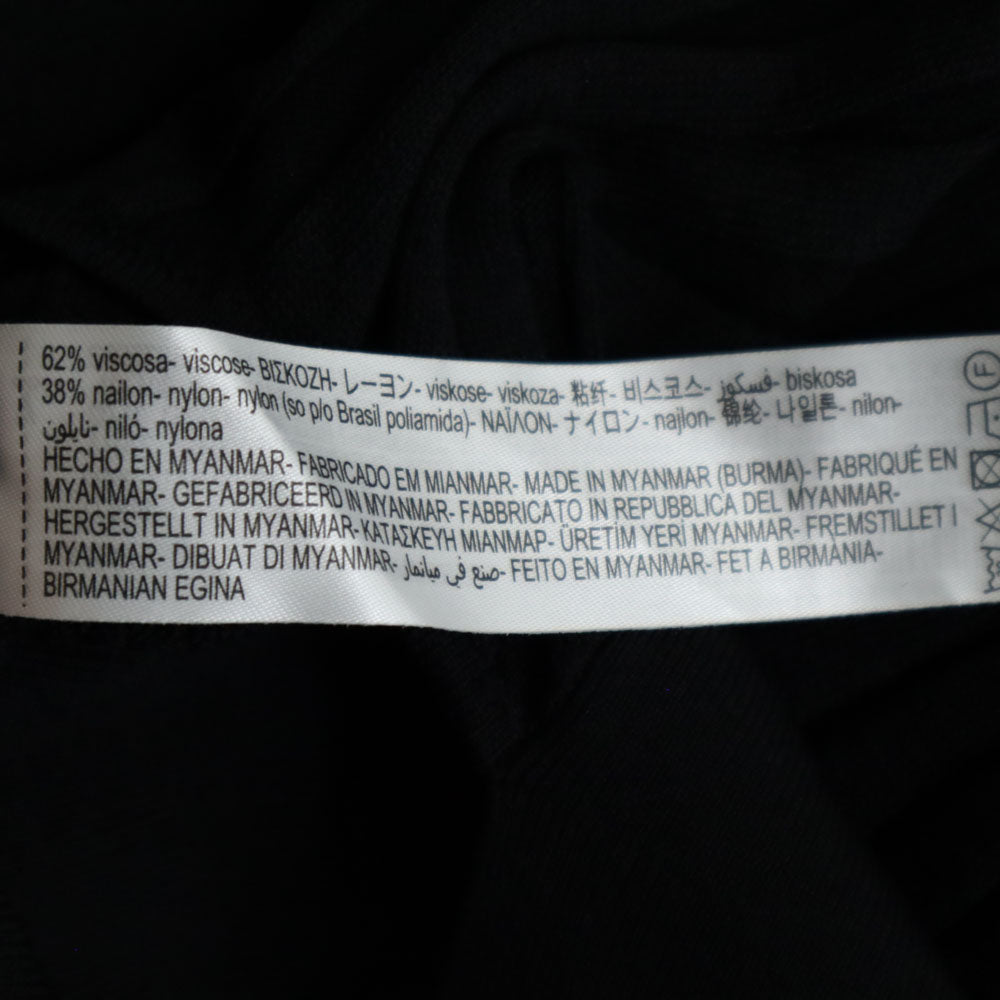 62% viscosa- viscose- ΒΙΣΚΟΖΗ- レーヨン- viskose- viskoza- 粘纤- 비스코스- فسكوز- biskosa
38% nailon- nylon- nylon (so p/o Brasil poliamida)- ΝΑΪΛΟΝ- ナイロン- najlon- 锦纶- 나일론- nilon-
نايلون- niló- nylona
HECHO EN MYANMAR- FABRICADO EM MIANMAR- MADE IN MYANMAR (BURMA)- FABRIQUÉ EN
MYANMAR- GEFABRICEERD IN MYANMAR- FABBRICATO IN REPUBBLICA DEL MYANMAR-
HERGESTELLT IN MYANMAR- ΚΑΤΑΣΚΕΥΗ ΜΙΑΝΜΑΡ- ÜRETİM YERİ MYANMAR- FREMSTILLET I
MYANMAR- DIBUAT DI MYANMAR- صنع في ميانمار- FEITO EN MYANMAR- FET A BIRMANIA-
BIRMANIAN EGINA
F